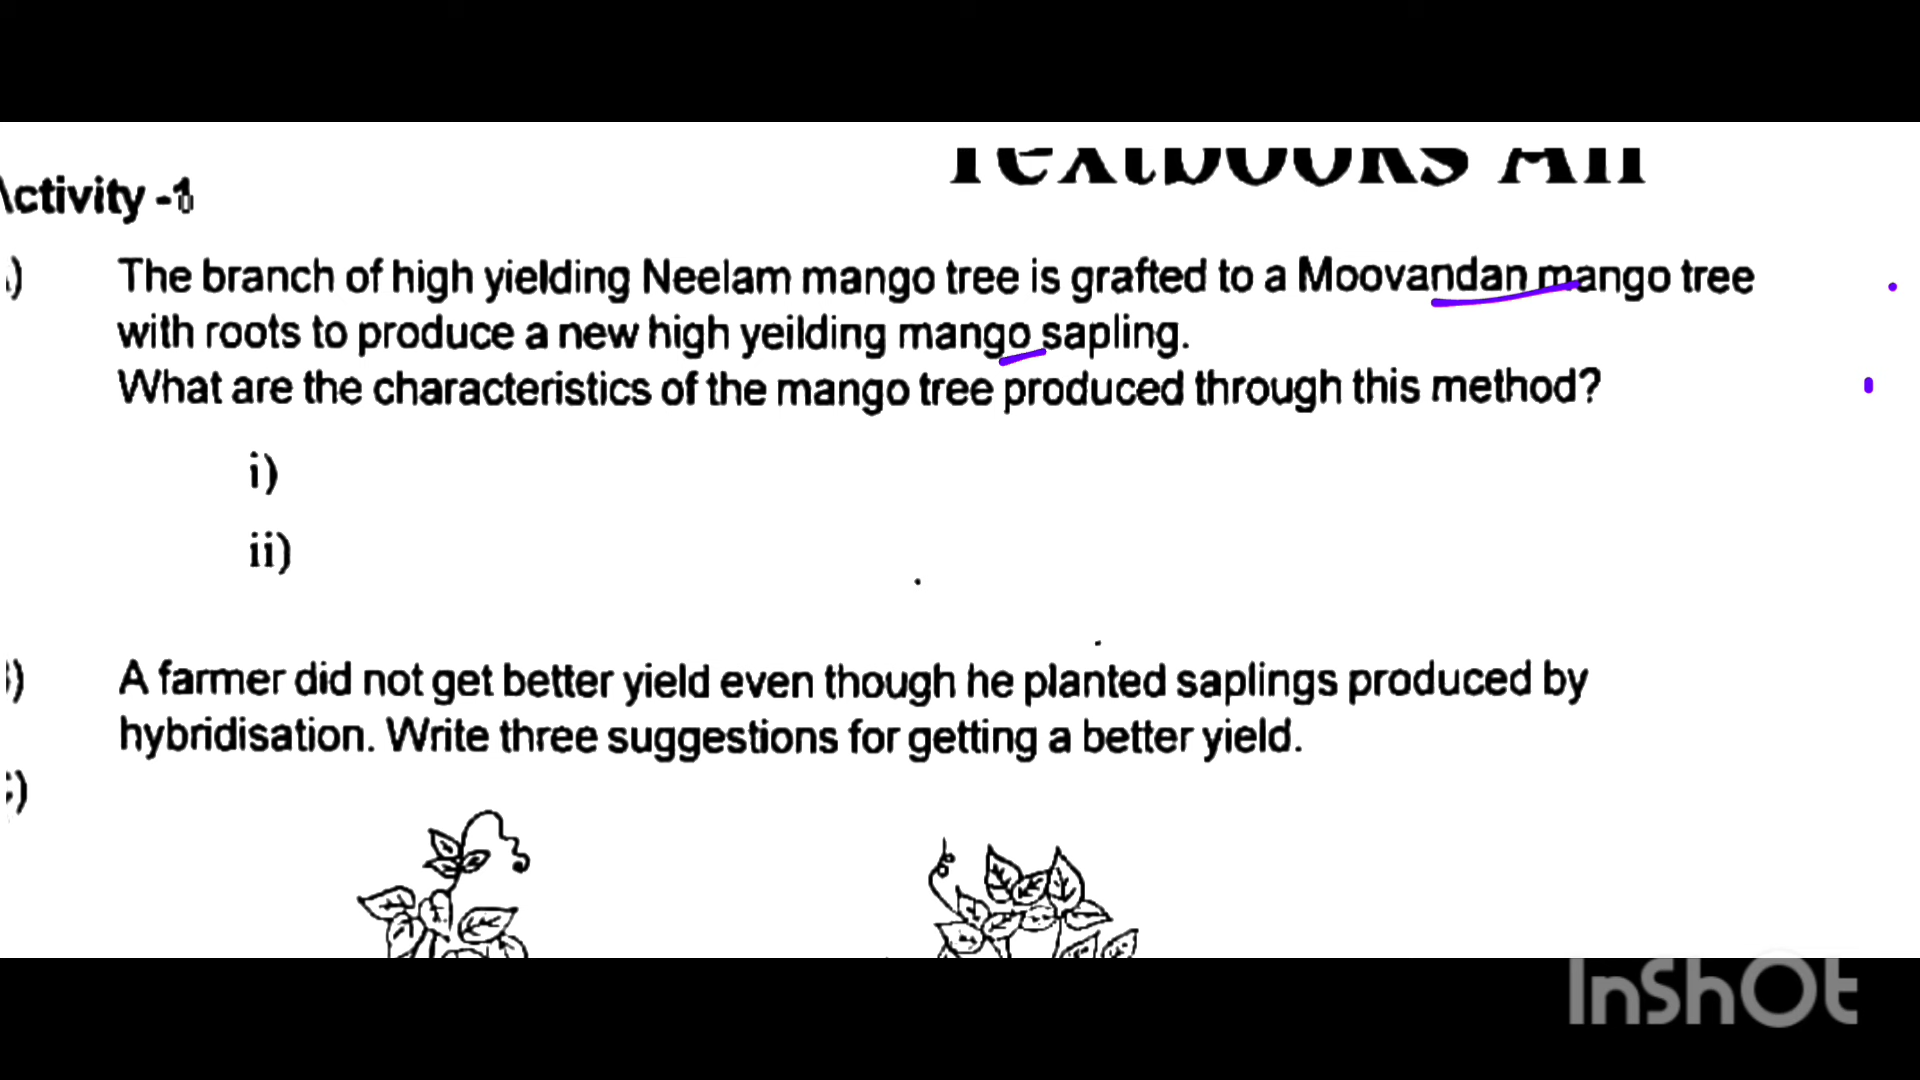 Textbooks All
Activity -1
)
The branch of high yielding Neelam mango tree is grafted to a Moovandan mango tree
with roots to produce a new high yeilding mango sapling.
What are the characteristics of the mango tree produced through this method?
i)
ii)
)
A farmer did not get better yield even though he planted saplings produced by
hybridisation. Write three suggestions for getting a better yield.
)
InShOt